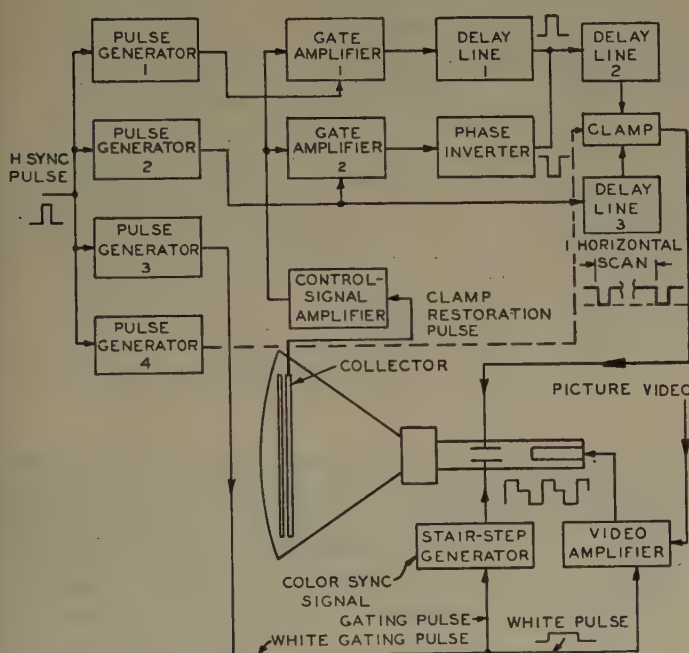 PULSE
GENERATOR
1
GATE
AMPLIFIER
1
DELAY
LINE
1
DELAY
LINE
2
PULSE
GENERATOR
2
GATE
AMPLIFIER
2
PHASE
INVERTER
CLAMP
H SYNC
PULSE
DELAY
LINE
3
PULSE
GENERATOR
3
1 HORIZONTAL
SCAN
CONTROL-
SIGNAL
AMPLIFIER
CLAMP
RESTORATION
PULSE
PULSE
GENERATOR
4
COLLECTOR
PICTURE VIDEO
STAIR-STEP
GENERATOR
VIDEO
AMPLIFIER
COLOR SYNC
SIGNAL
GATING PULSE
WHITE PULSE
WHITE GATING PULSE